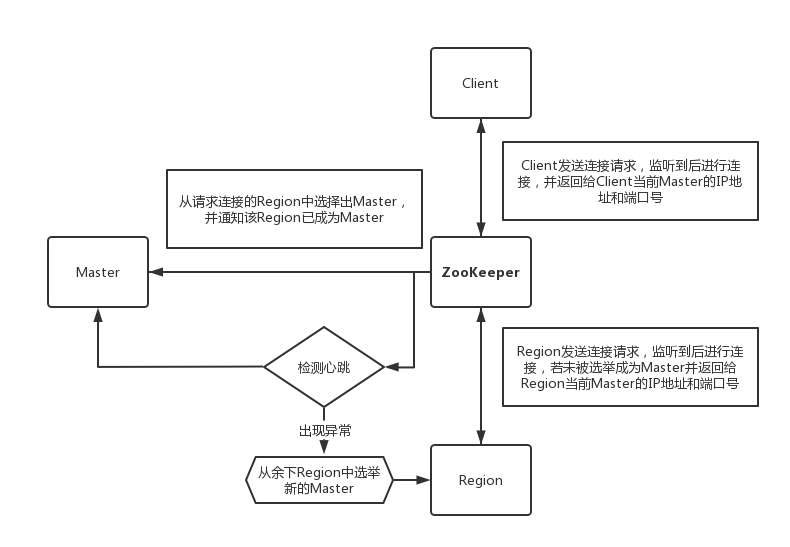 Client
Client发送连接请求，监听到后进行连
接，并返回给Client当前Master的IP地
址和端口号
从请求连接的Region中选择出Master，
并通知该Region已成为Master
Master
ZooKeeper
Region发送连接请求，监听到后进行连
接，若未被选举成为Master并返回给
Region当前Master的IP地址和端口号
检测心跳
出现异常
从余下Region中选举
新的Master
Region